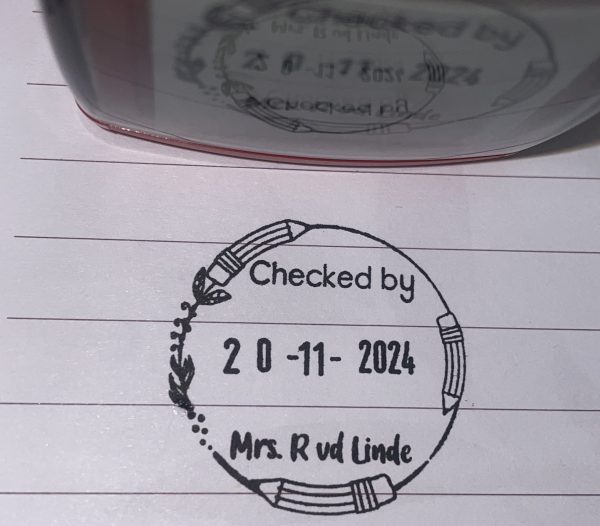 Checked by
2 0 -11- 2024
Mrs. R vd Linde